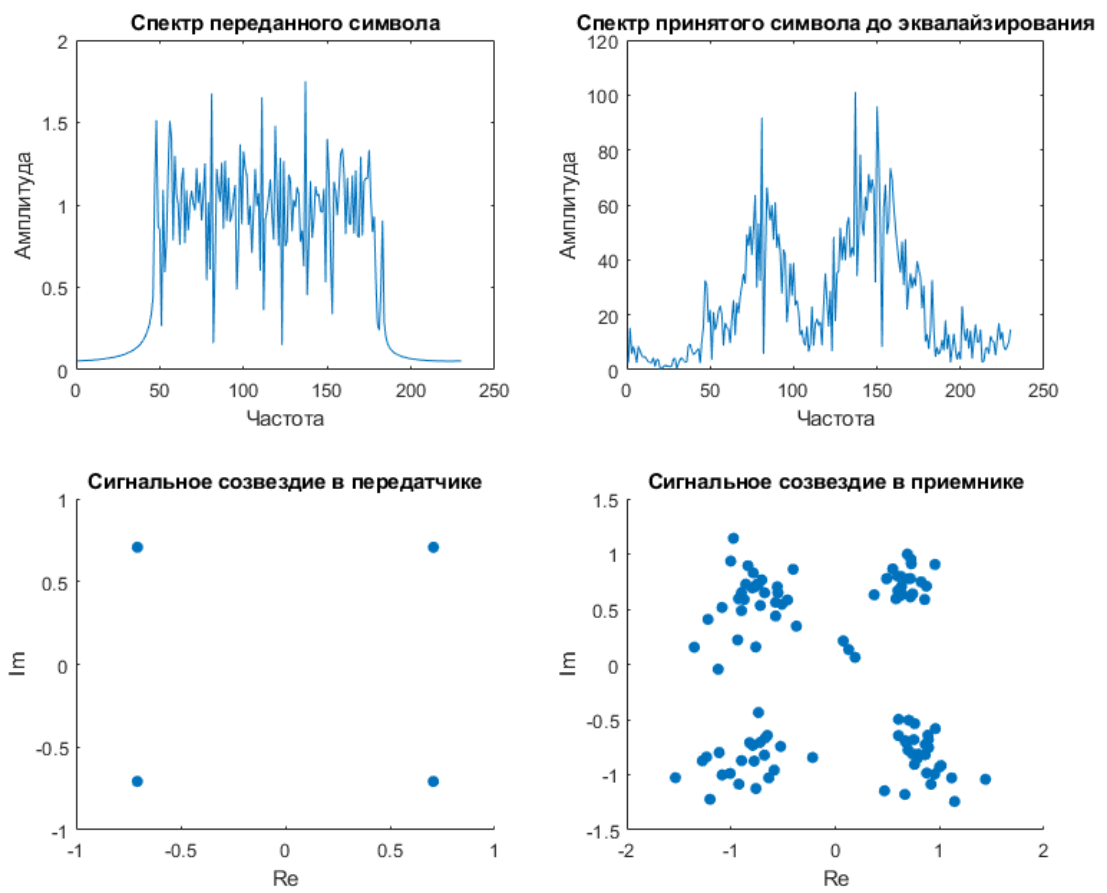 Спектр переданного символа
2
1.5
1
0.5
0
0 50 100 150 200 250
Амплитуда
Частота
Спектр принятого символа до эквалайзирования
120
100
80
60
40
20
0
0 50 100 150 200 250
Амплитуда
Частота
Сигнальное созвездие в передатчике
1
0.5
0
-0.5
-1
-1 -0.5 0 0.5 1
Im
Re
Сигнальное созвездие в приемнике
1.5
1
0.5
0
-0.5
-1
-1.5
-2 -1 0 1 2
Im
Re